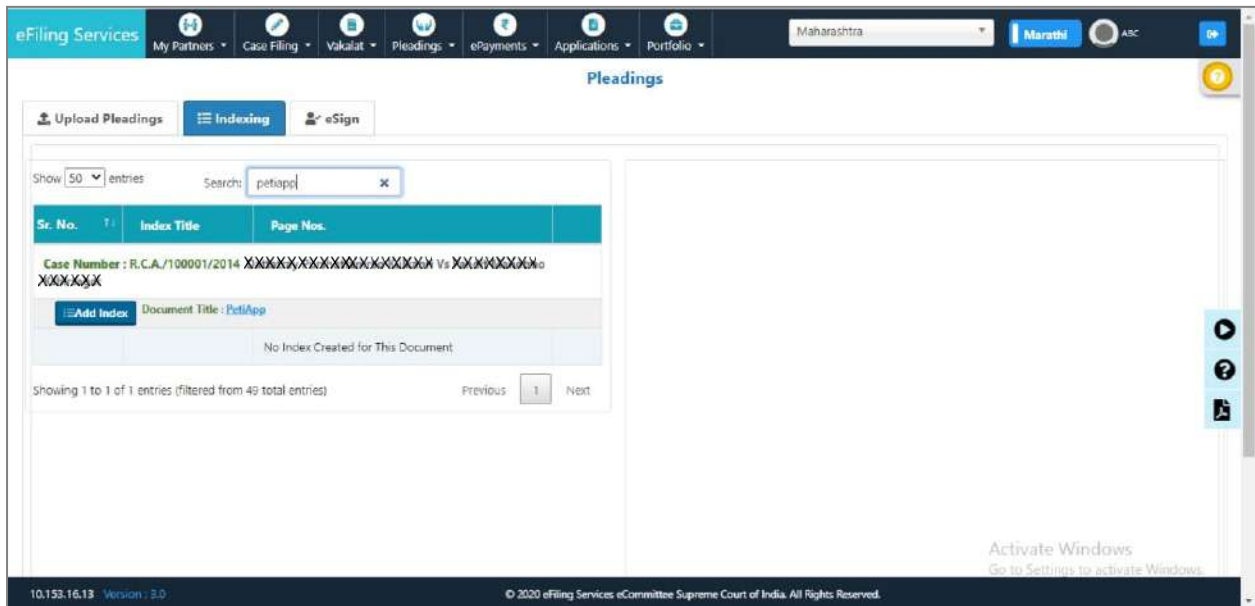 eFiling Services My Partners Case Filing Vakalat Pleadings ePayments Applications Portfolio Maharashtra Marathi ABC
Pleadings
Upload Pleadings Indexing eSign
Show 50 entries Search: petiapp
Sr. No. Index Title Page Nos.
Case Number : R.C.A./100001/2014 Vs
Add Index Document Title : PetiApp
No Index Created for This Document
Showing 1 to 1 of 1 entries (filtered from 49 total entries) Previous 1 Next
Activate Windows
Go to Settings to activate Windows.
10.153.16.13 Version : 3.0 © 2020 eFiling Services eCommittee Supreme Court of India. All Rights Reserved.